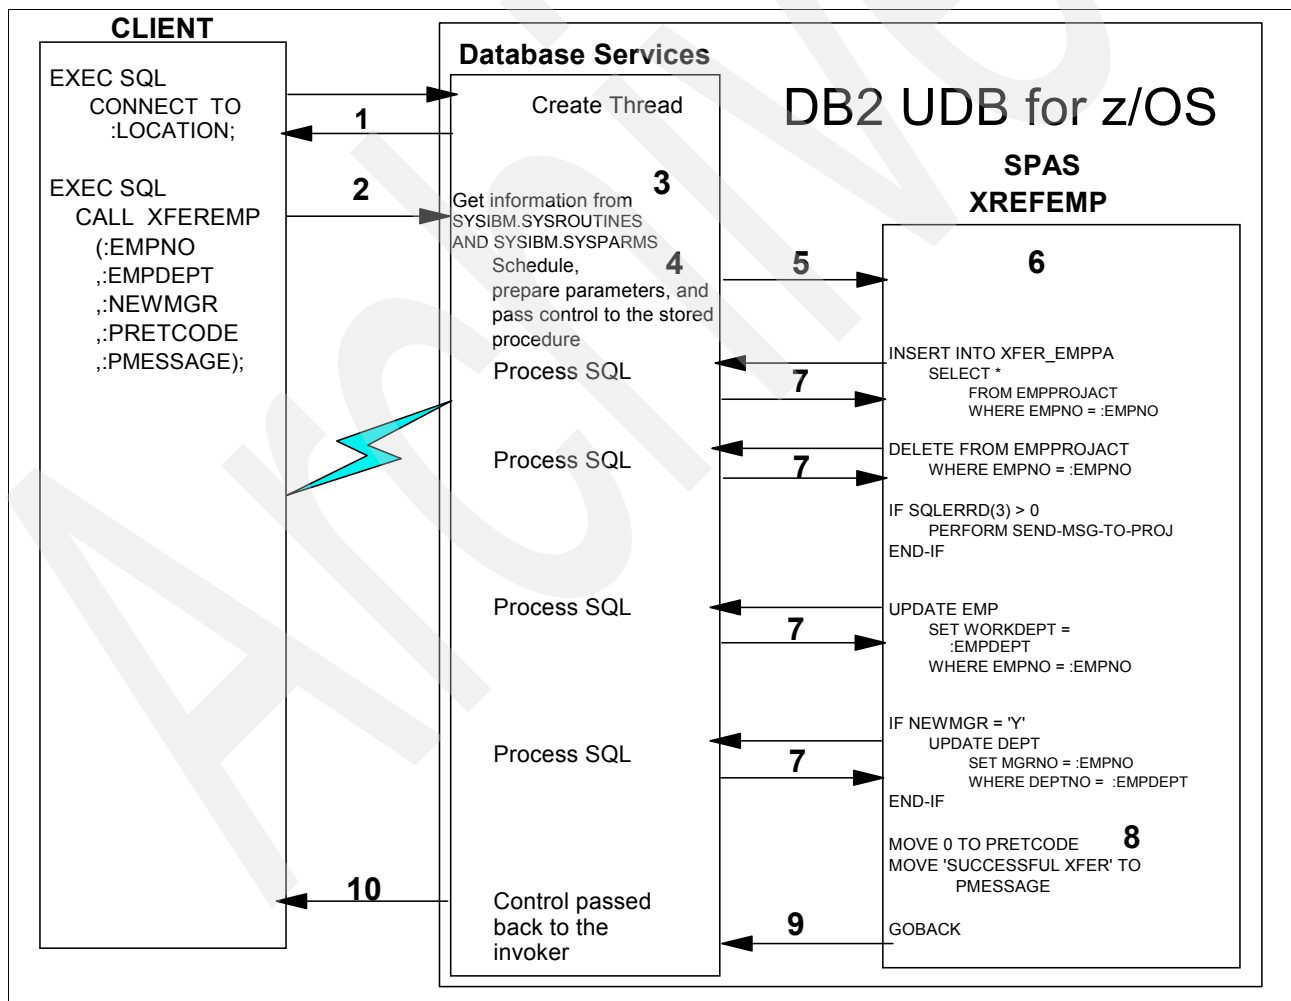 CLIENT
EXEC SQL
CONNECT TO
:LOCATION;
EXEC SQL
CALL XFEREMP
(:EMPNO
,:EMPDEPT
,:NEWMGR
,:PRETCODE
,:PMESSAGE);
1
2
10
Database Services
Create Thread
3
Get information from
SYSIBM.SYSROUTINES
AND SYSIBM.SYSPARMS
Schedule,
4
prepare parameters, and
pass control to the stored
procedure
Process SQL
Process SQL
Process SQL
Process SQL
Control passed
back to the
invoker
5
7
7
7
7
9
DB2 UDB for z/OS
SPAS
XREFEMP
6
INSERT INTO XFER_EMPPA
SELECT *
FROM EMPPROJACT
WHERE EMPNO = :EMPNO
DELETE FROM EMPPROJACT
WHERE EMPNO = :EMPNO
IF SQLERRD(3) > 0
PERFORM SEND-MSG-TO-PROJ
END-IF
UPDATE EMP
SET WORKDEPT =
:EMPDEPT
WHERE EMPNO = :EMPNO
IF NEWMGR = 'Y'
UPDATE DEPT
SET MGRNO = :EMPNO
WHERE DEPTNO = :EMPDEPT
END-IF
MOVE 0 TO PRETCODE
8
MOVE 'SUCCESSFUL XFER' TO
PMESSAGE
GOBACK
Archive